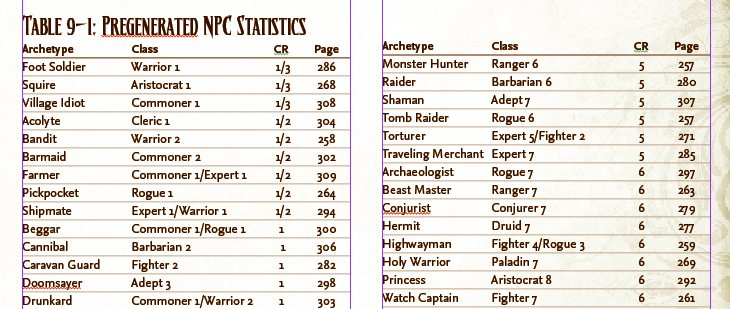 TABLE 9–1: PREGENERATED NPC STATISTICS
Archetype Class CR Page
Foot Soldier Warrior 1 1/3 286
Squire Aristocrat 1 1/3 268
Village Idiot Commoner 1 1/3 308
Acolyte Cleric 1 1/2 304
Bandit Warrior 2 1/2 258
Barmaid Commoner 2 1/2 302
Farmer Commoner 1/Expert 1 1/2 309
Pickpocket Rogue 1 1/2 264
Shipmate Expert 1/Warrior 1 1/2 294
Beggar Commoner 1/Rogue 1 1 300
Cannibal Barbarian 2 1 306
Caravan Guard Fighter 2 1 282
Doomsayer Adept 3 1 298
Drunkard Commoner 1/Warrior 2 1 303
Archetype Class CR Page
Monster Hunter Ranger 6 5 257
Raider Barbarian 6 5 280
Shaman Adept 7 5 307
Tomb Raider Rogue 6 5 257
Torturer Expert 5/Fighter 2 5 271
Traveling Merchant Expert 7 5 285
Archaeologist Rogue 7 6 297
Beast Master Ranger 7 6 263
Conjurist Conjurer 7 6 279
Hermit Druid 7 6 277
Highwayman Fighter 4/Rogue 3 6 259
Holy Warrior Paladin 7 6 269
Princess Aristocrat 8 6 292
Watch Captain Fighter 7 6 261